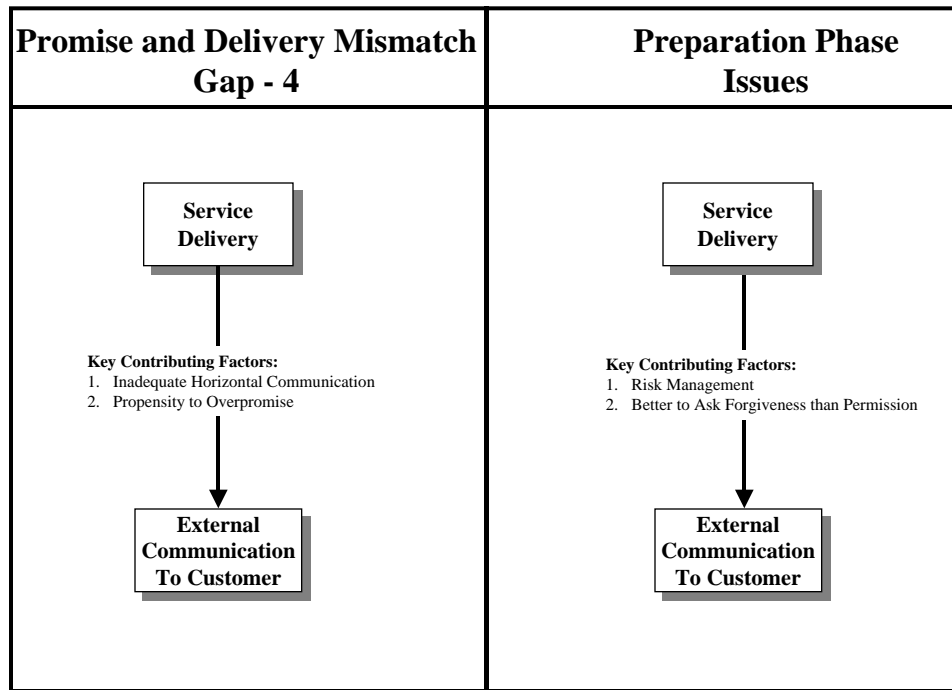 Promise and Delivery Mismatch
Gap - 4
Service
Delivery
Key Contributing Factors:
1. Inadequate Horizontal Communication
2. Propensity to Overpromise
External
Communication
To Customer
Preparation Phase
Issues
Service
Delivery
Key Contributing Factors:
1. Risk Management
2. Better to Ask Forgiveness than Permission
External
Communication
To Customer